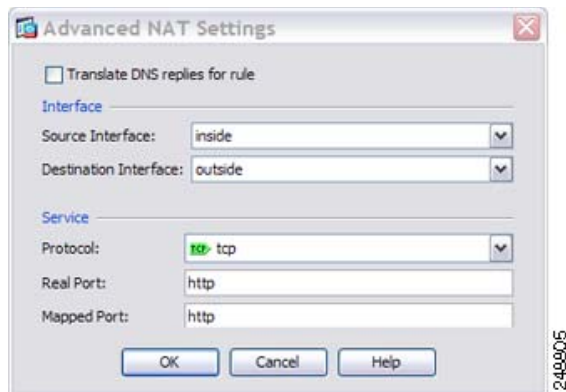 Advanced NAT Settings
Translate DNS replies for rule
Interface
Source Interface: inside
Destination Interface: outside
Service
Protocol: TCP tcp
Real Port: http
Mapped Port: http
OK Cancel Help
248805